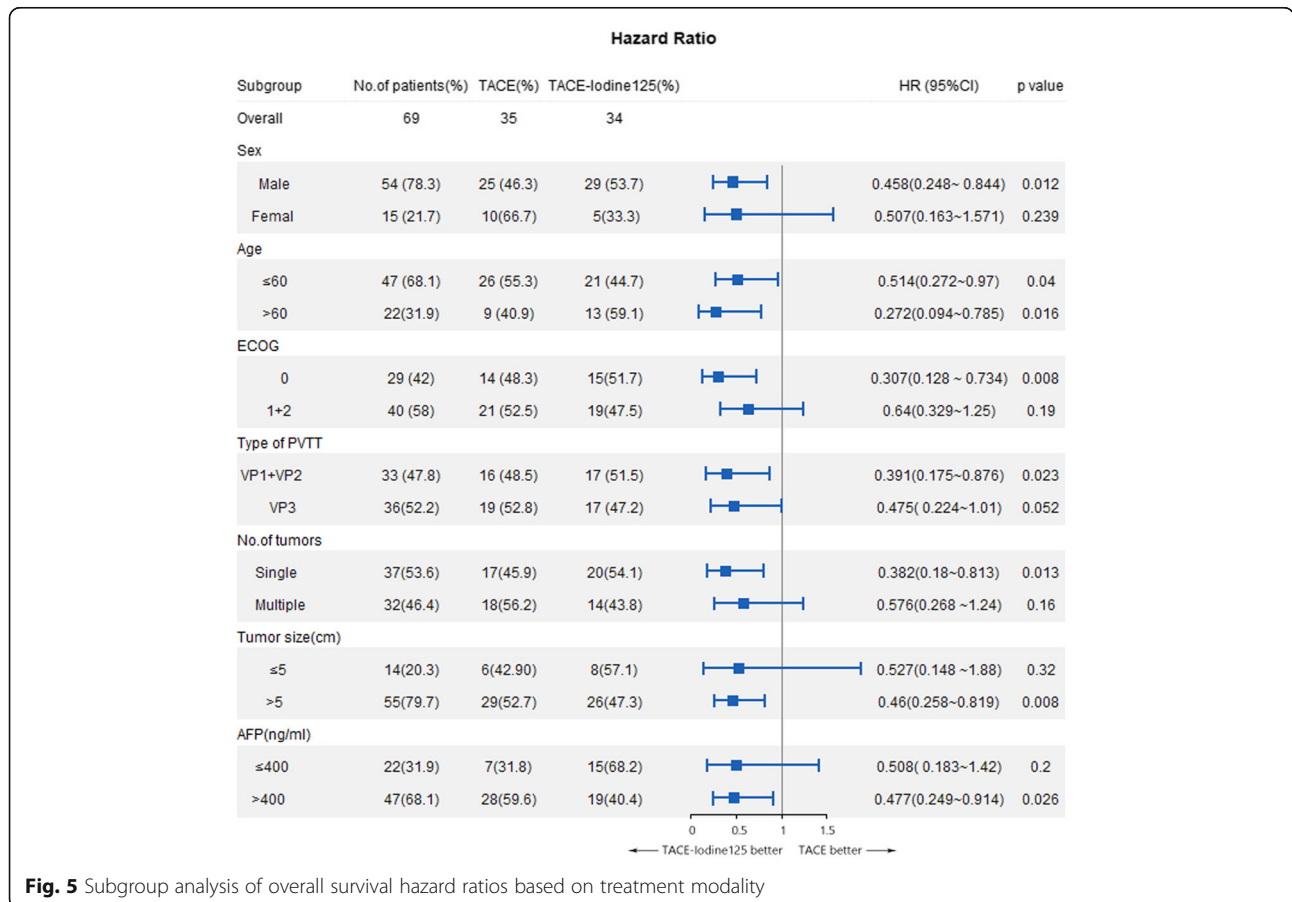 Hazard Ratio
Subgroup No.of patients(%) TACE(%) TACE-Iodine125(%) HR (95%CI) p value
Overall 69 35 34
Sex
Male 54 (78.3) 25 (46.3) 29 (53.7) 0.458(0.248~ 0.844) 0.012
Femal 15 (21.7) 10(66.7) 5(33.3) 0.507(0.163~1.571) 0.239
Age
≤60 47 (68.1) 26 (55.3) 21 (44.7) 0.514(0.272~0.97) 0.04
>60 22(31.9) 9 (40.9) 13 (59.1) 0.272(0.094~0.785) 0.016
ECOG
0 29 (42) 14 (48.3) 15(51.7) 0.307(0.128 ~ 0.734) 0.008
1+2 40 (58) 21 (52.5) 19(47.5) 0.64(0.329~1.25) 0.19
Type of PVTT
VP1+VP2 33 (47.8) 16 (48.5) 17 (51.5) 0.391(0.175~0.876) 0.023
VP3 36(52.2) 19 (52.8) 17 (47.2) 0.475( 0.224~1.01) 0.052
No.of tumors
Single 37(53.6) 17(45.9) 20(54.1) 0.382(0.18~0.813) 0.013
Multiple 32(46.4) 18(56.2) 14(43.8) 0.576(0.268 ~1.24) 0.16
Tumor size(cm)
≤5 14(20.3) 6(42.90) 8(57.1) 0.527(0.148 ~1.88) 0.32
>5 55(79.7) 29(52.7) 26(47.3) 0.46(0.258~0.819) 0.008
AFP(ng/ml)
≤400 22(31.9) 7(31.8) 15(68.2) 0.508( 0.183~1.42) 0.2
>400 47(68.1) 28(59.6) 19(40.4) 0.477(0.249~0.914) 0.026
0 0.5 1 1.5
TACE-Iodine125 better TACE better
Fig. 5 Subgroup analysis of overall survival hazard ratios based on treatment modality